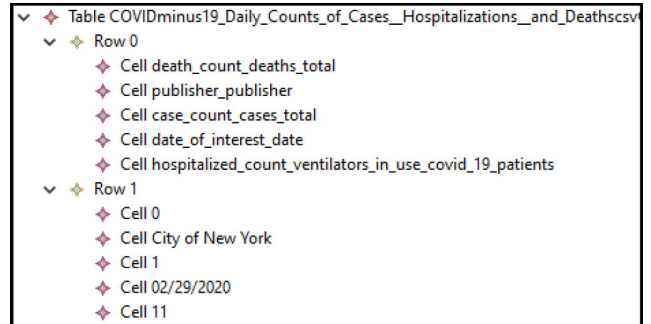 Table COVIDminus19_Daily_Counts_of_Cases__Hospitalizations__and_Deathscsv
Row 0
Cell death_count_deaths_total
Cell publisher_publisher
Cell case_count_cases_total
Cell date_of_interest_date
Cell hospitalized_count_ventilators_in_use_covid_19_patients
Row 1
Cell 0
Cell City of New York
Cell 1
Cell 02/29/2020
Cell 11